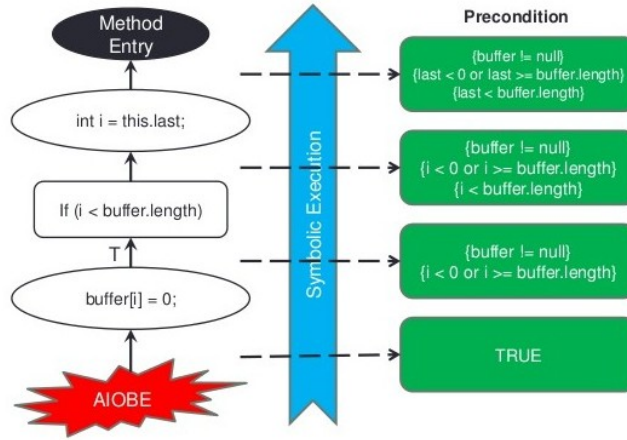 Method
Entry
int i = this.last;
If (i < buffer.length)
T
buffer[i] = 0;
AIOBE
Symbolic Execution
Precondition
{buffer != null}
{last < 0 or last >= buffer.length}
{last < buffer.length}
{buffer != null}
{i < 0 or i >= buffer.length}
{i < buffer.length}
{buffer != null}
{i < 0 or i >= buffer.length}
TRUE